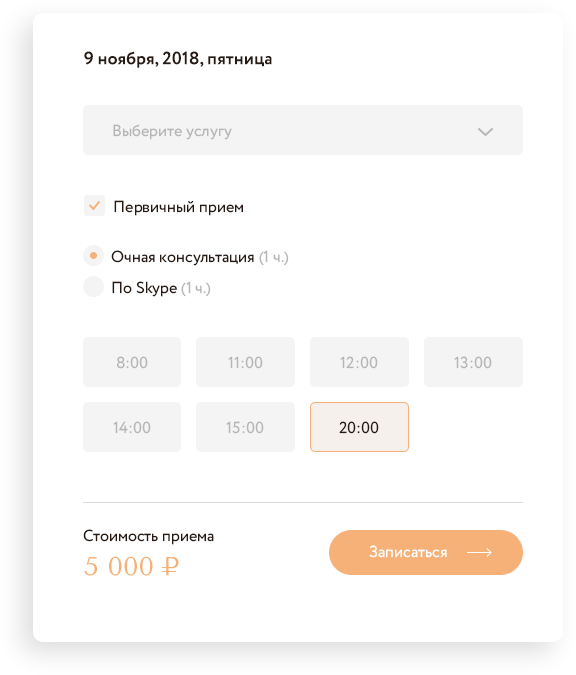 9 ноября, 2018, пятница
Выберите услугу
Первичный прием
Очная консультация (1 ч.)
По Skype (1 ч.)
8:00 11:00 12:00 13:00
14:00 15:00 20:00
Стоимость приема
5 000 ₽
Записаться